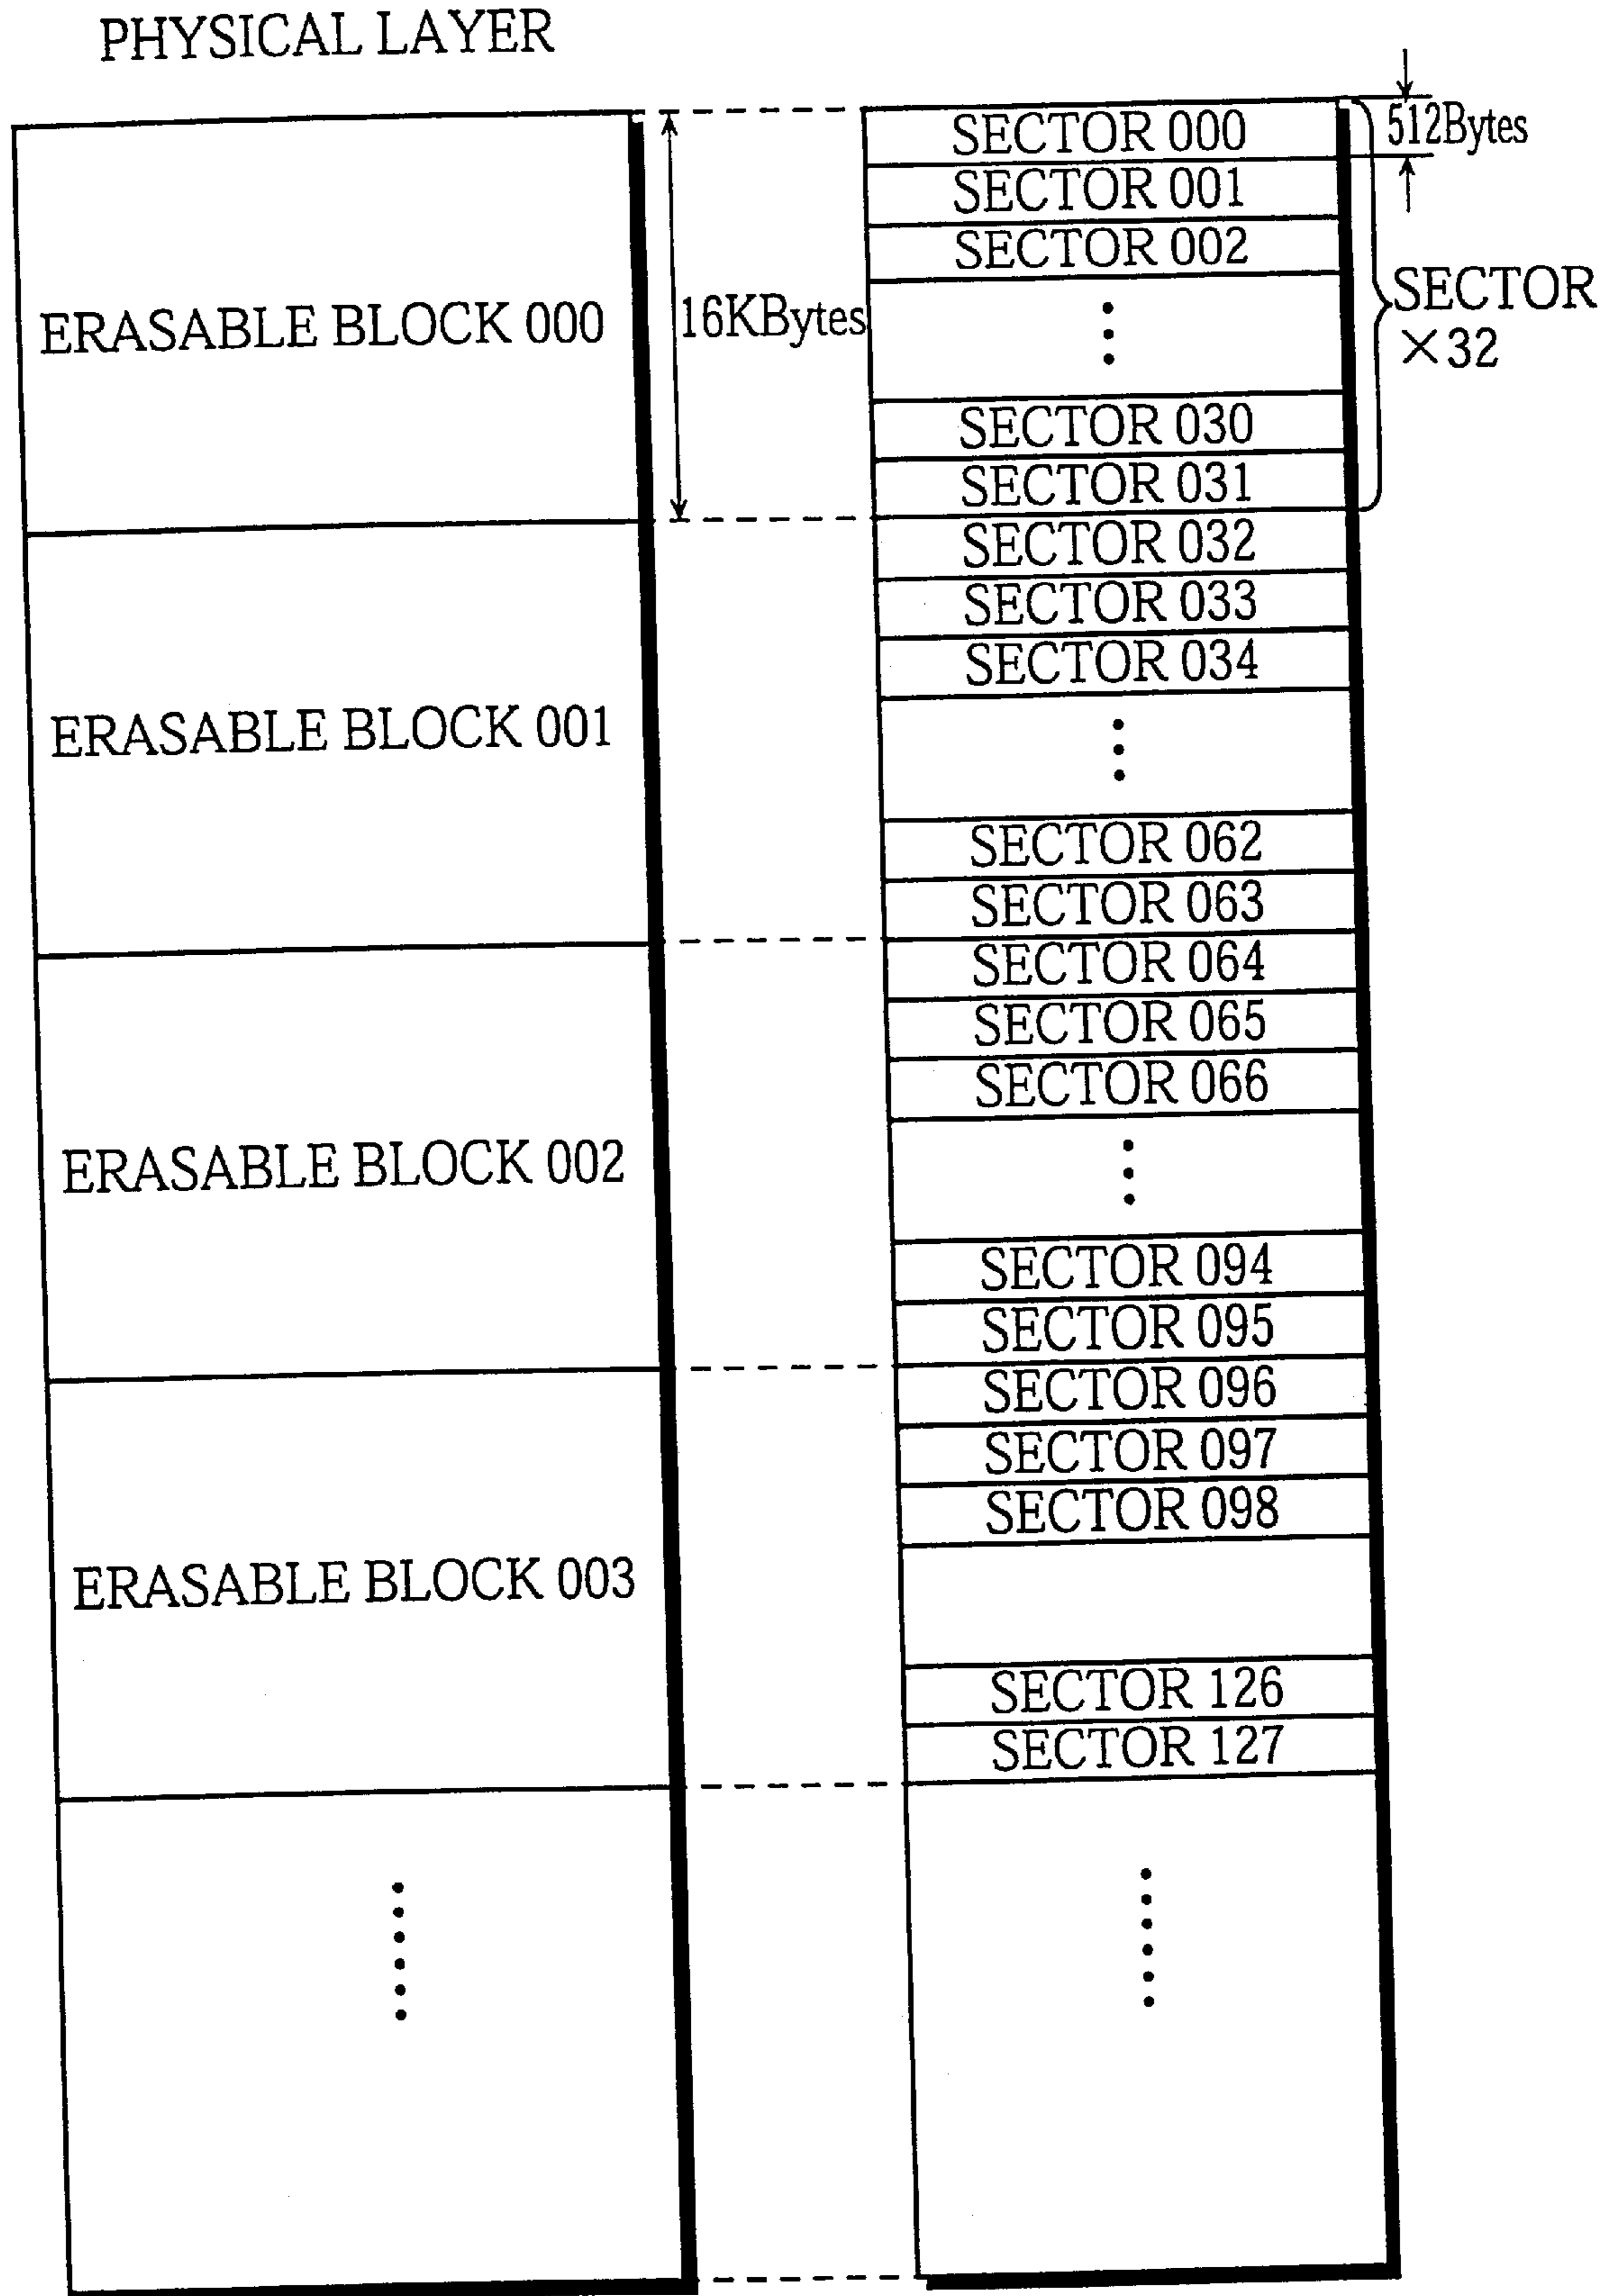 PHYSICAL LAYER
512Bytes
SECTOR 000
SECTOR 001
SECTOR 002
SECTOR
×32
16KBytes
ERASABLE BLOCK 000
SECTOR 030
SECTOR 031
SECTOR 032
SECTOR 033
SECTOR 034
ERASABLE BLOCK 001
SECTOR 062
SECTOR 063
SECTOR 064
SECTOR 065
SECTOR 066
ERASABLE BLOCK 002
SECTOR 094
SECTOR 095
SECTOR 096
SECTOR 097
SECTOR 098
ERASABLE BLOCK 003
SECTOR 126
SECTOR 127